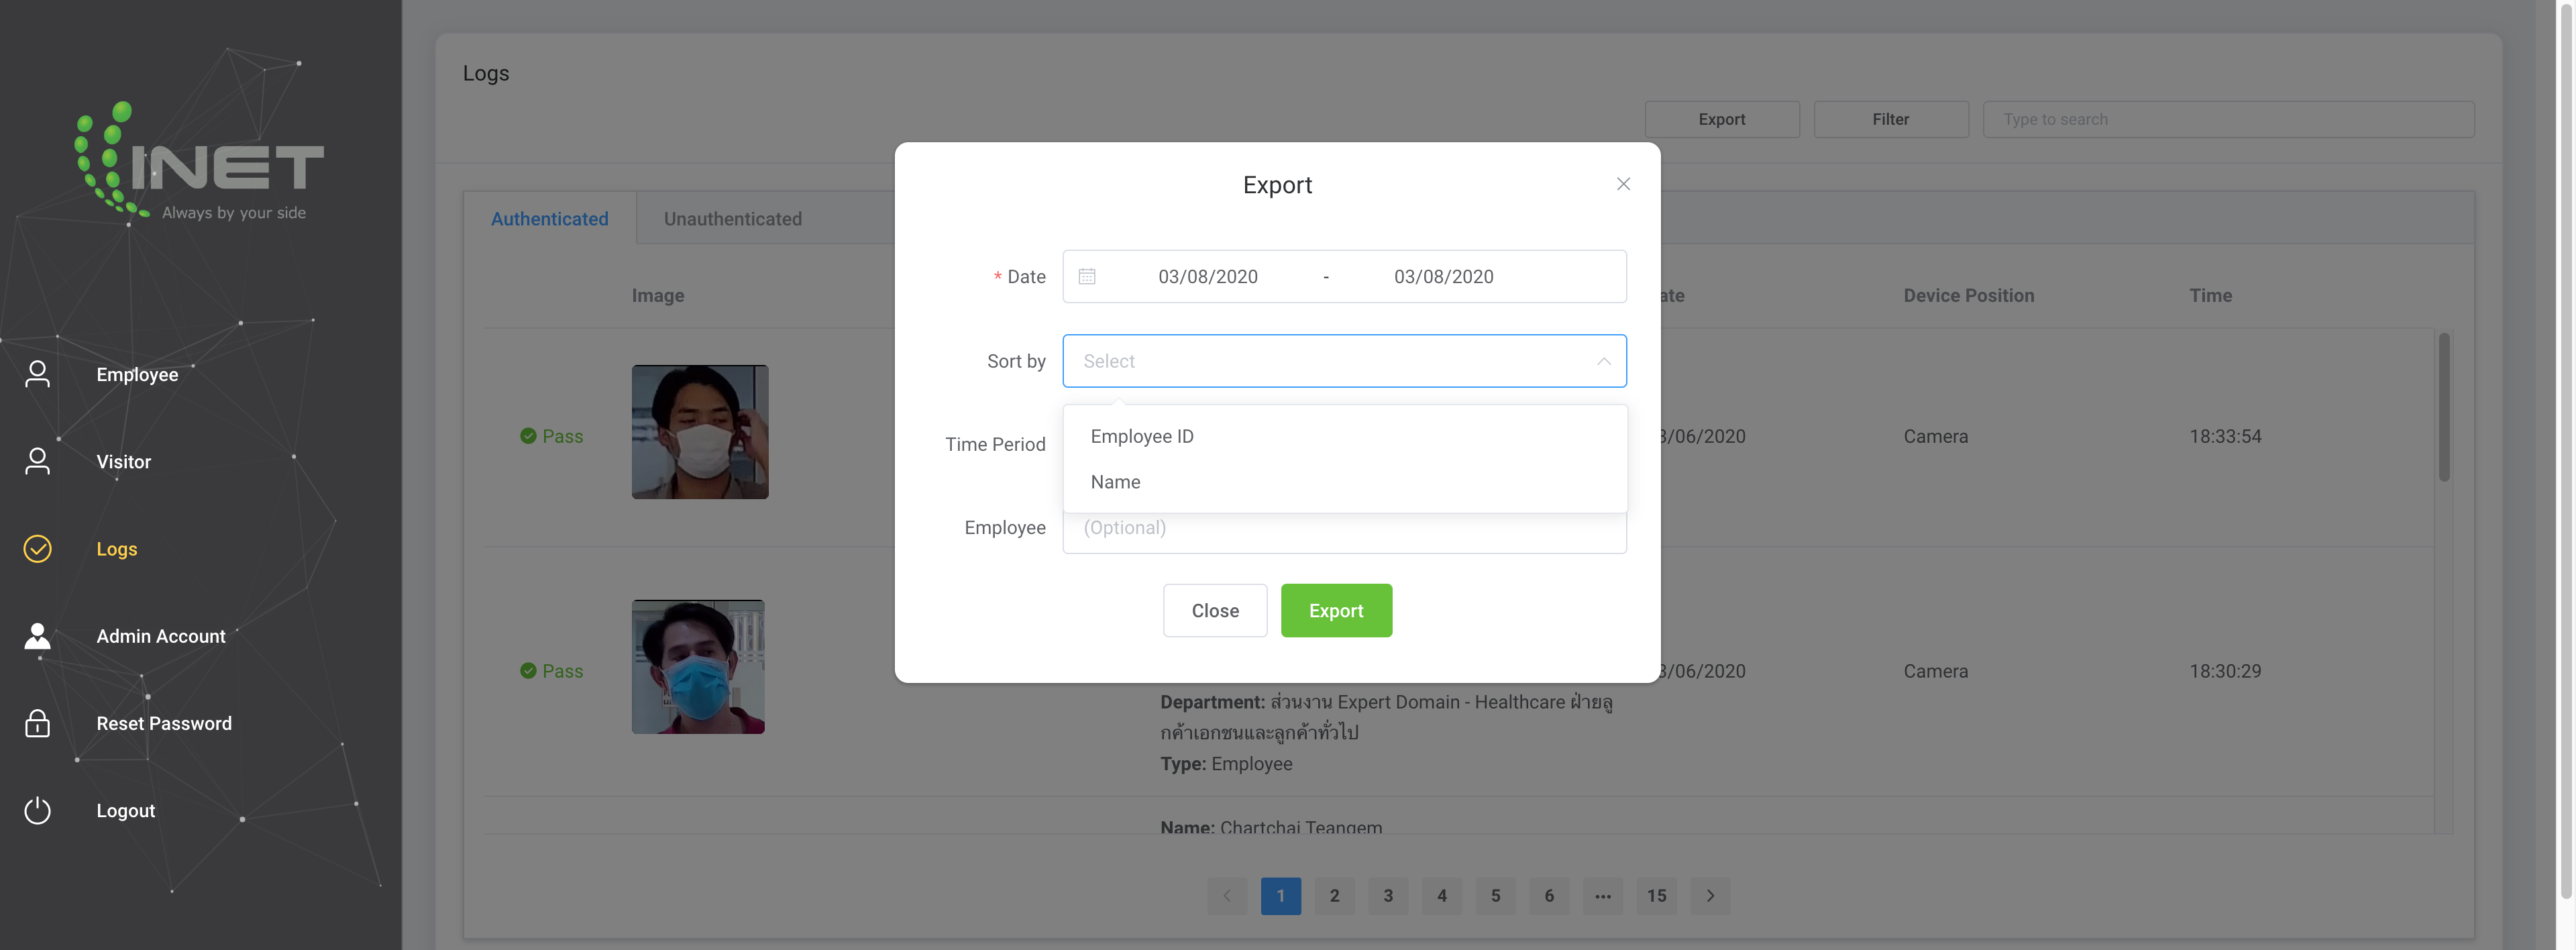 INET
Always by your side
Employee
Visitor
Logs
Admin Account
Reset Password
Logout
Logs
Export
Filter
Type to search
Authenticated
Unauthenticated
Image
Device Position
Time
Pass
/06/2020
Camera
18:33:54
Pass
/06/2020
Camera
18:30:29
Department: ส่วนงาน Expert Domain - Healthcare ฝ่ายลู
กค้าเอกชนและลูกค้าทั่วไป
Type: Employee
Name: Chartchai Teangem
1 2 3 4 5 6 ... 15
Export
* Date 03/08/2020 - 03/08/2020
Sort by Select
Employee ID
Time Period
Name
Employee (Optional)
Close Export